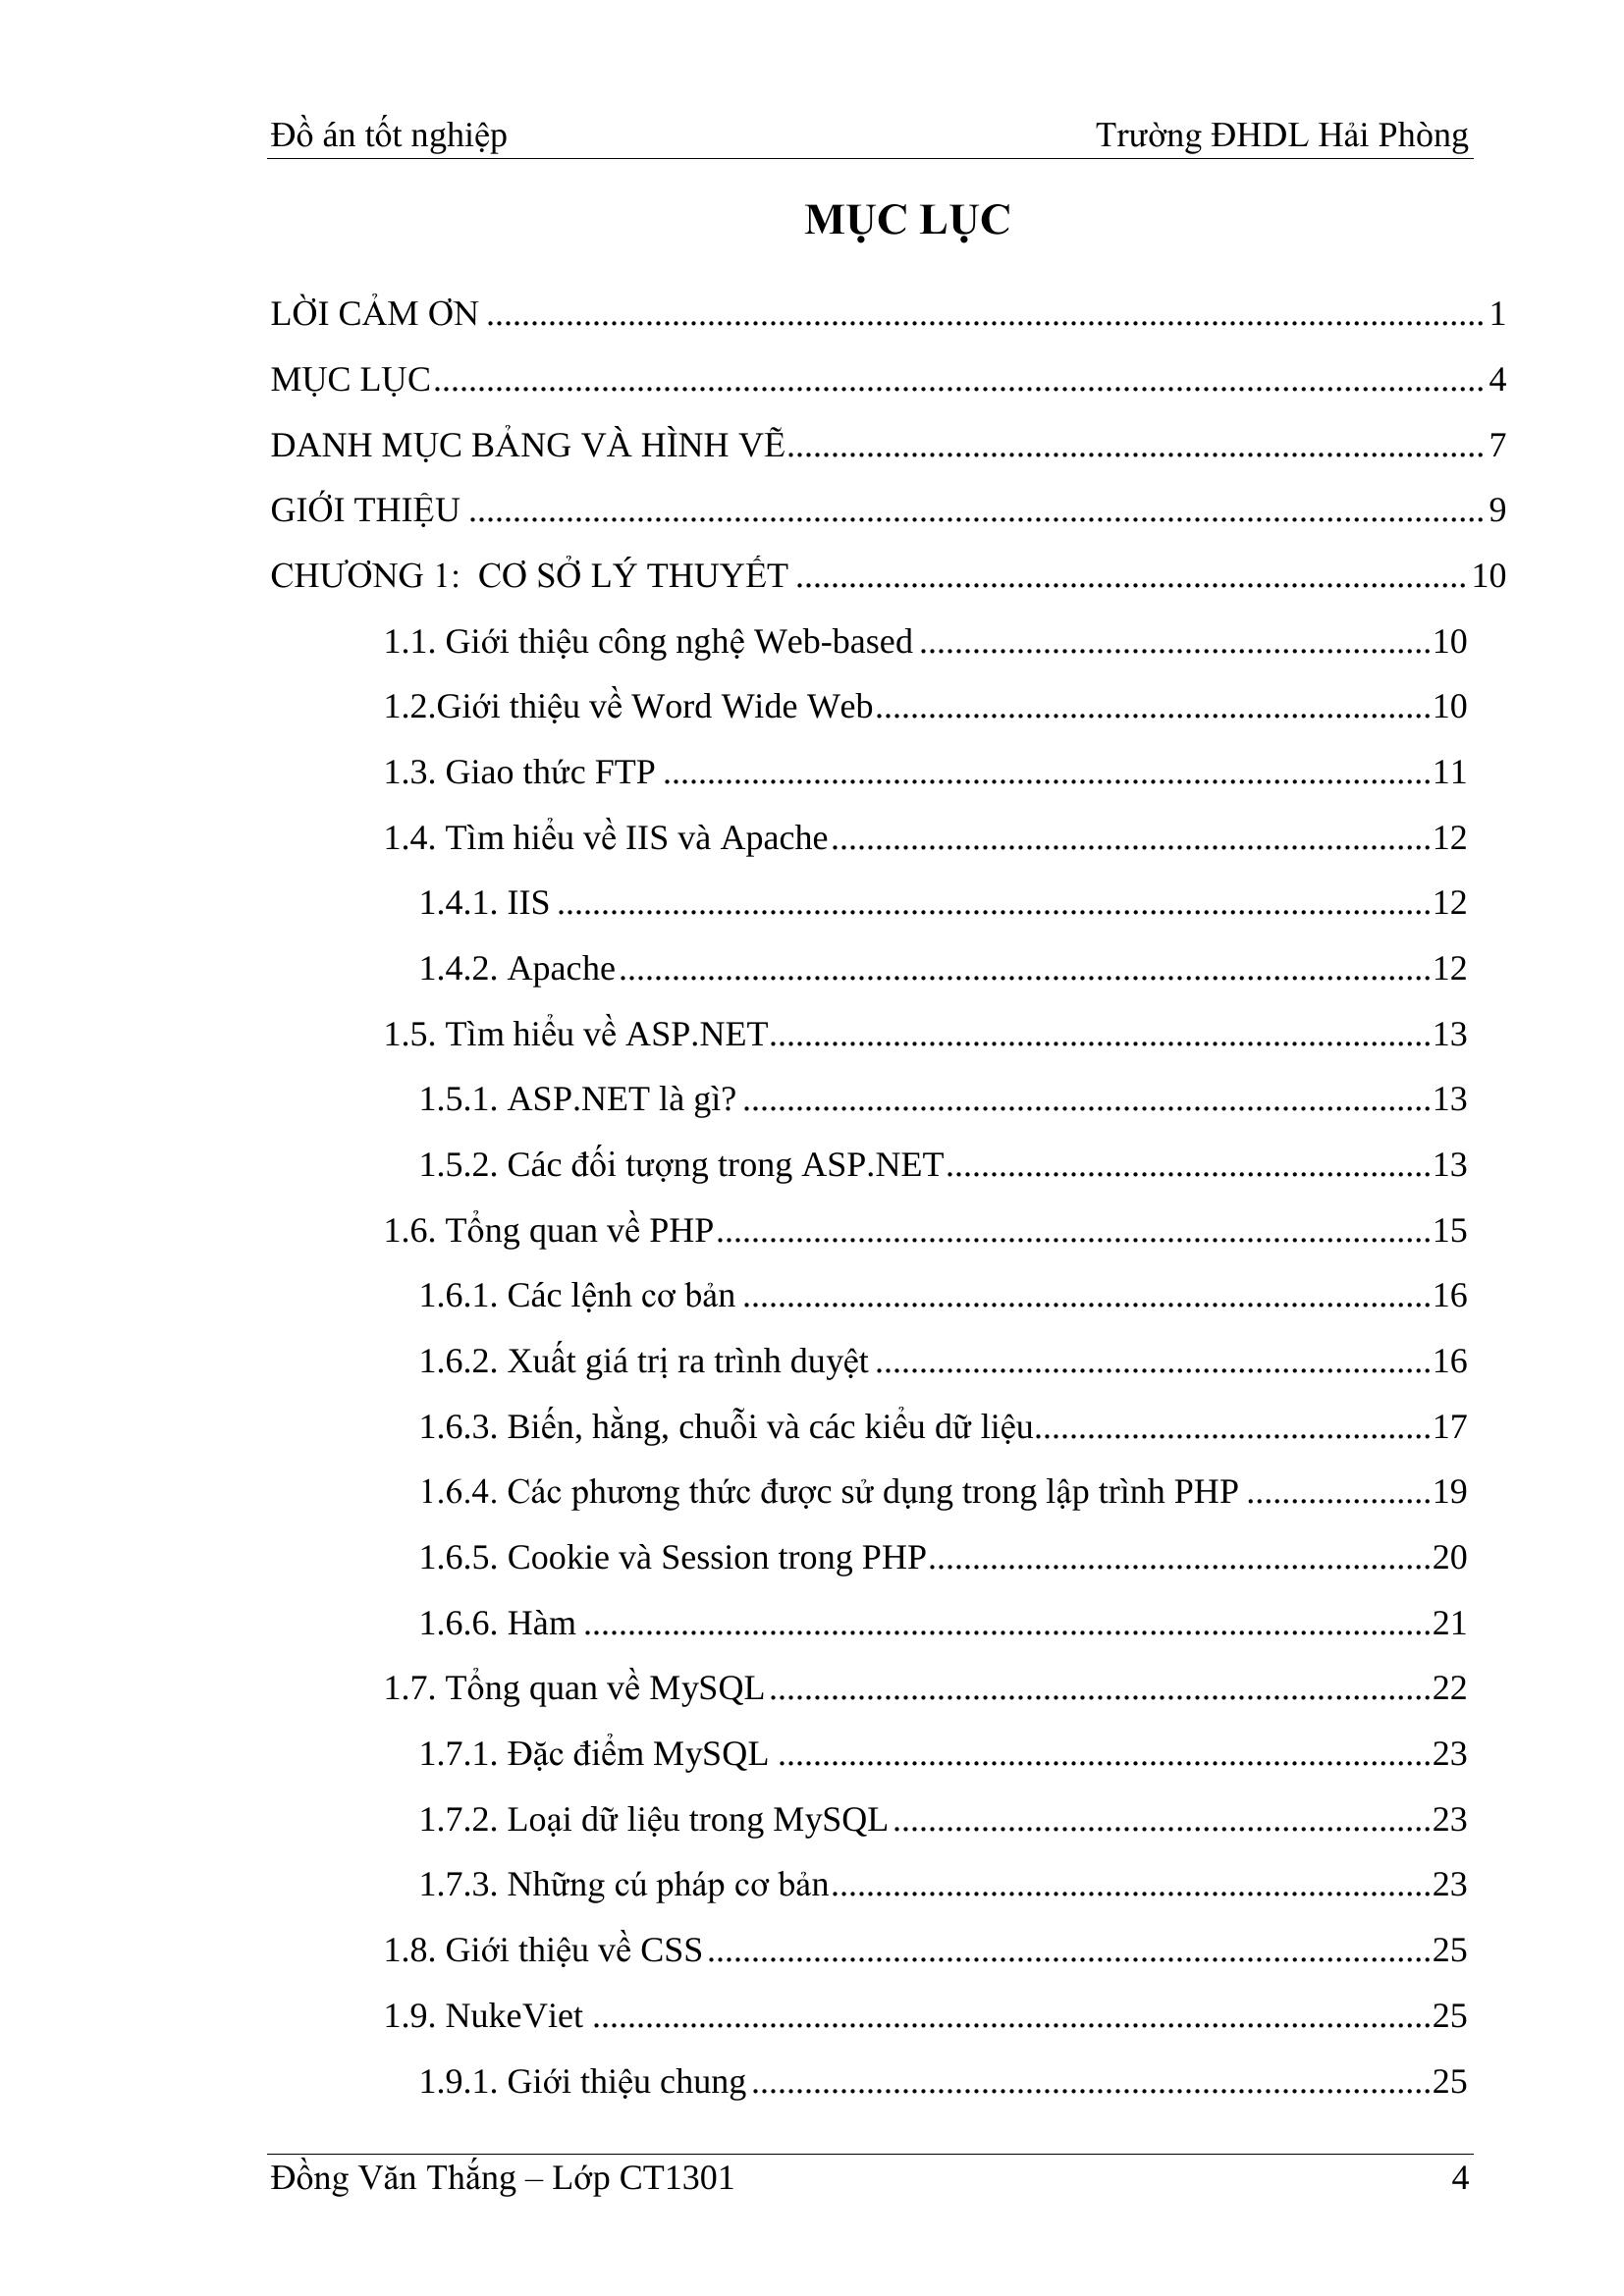 Đồ án tốt nghiệp Trường ĐHDL Hải Phòng
MỤC LỤC
LỜI CẢM ƠN ........................................ 1
MỤC LỤC ........................................ 4
DANH MỤC BẢNG VÀ HÌNH VẼ ........................................ 7
GIỚI THIỆU ........................................ 9
CHƯƠNG 1: CƠ SỞ LÝ THUYẾT ........................................ 10
1.1. Giới thiệu công nghệ Web-based ........................................ 10
1.2.Giới thiệu về Word Wide Web ........................................ 10
1.3. Giao thức FTP ........................................ 11
1.4. Tìm hiểu về IIS và Apache ........................................ 12
1.4.1. IIS ........................................ 12
1.4.2. Apache ........................................ 12
1.5. Tìm hiểu về ASP.NET ........................................ 13
1.5.1. ASP.NET là gì? ........................................ 13
1.5.2. Các đối tượng trong ASP.NET ........................................ 13
1.6. Tổng quan về PHP ........................................ 15
1.6.1. Các lệnh cơ bản ........................................ 16
1.6.2. Xuất giá trị ra trình duyệt ........................................ 16
1.6.3. Biến, hằng, chuỗi và các kiểu dữ liệu ........................................ 17
1.6.4. Các phương thức được sử dụng trong lập trình PHP ..................... 19
1.6.5. Cookie và Session trong PHP ........................................ 20
1.6.6. Hàm ........................................ 21
1.7. Tổng quan về MySQL ........................................ 22
1.7.1. Đặc điểm MySQL ........................................ 23
1.7.2. Loại dữ liệu trong MySQL ........................................ 23
1.7.3. Những cú pháp cơ bản ........................................ 23
1.8. Giới thiệu về CSS ........................................ 25
1.9. NukeViet ........................................ 25
1.9.1. Giới thiệu chung ........................................ 25
Đồng Văn Thắng – Lớp CT1301 4